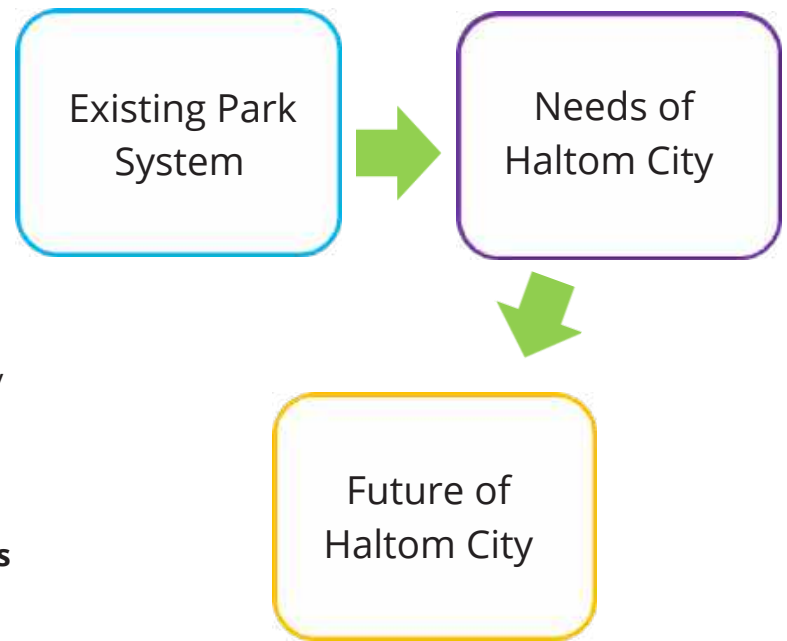 Existing Park
System
Needs of
Haltom City
Future of
Haltom City